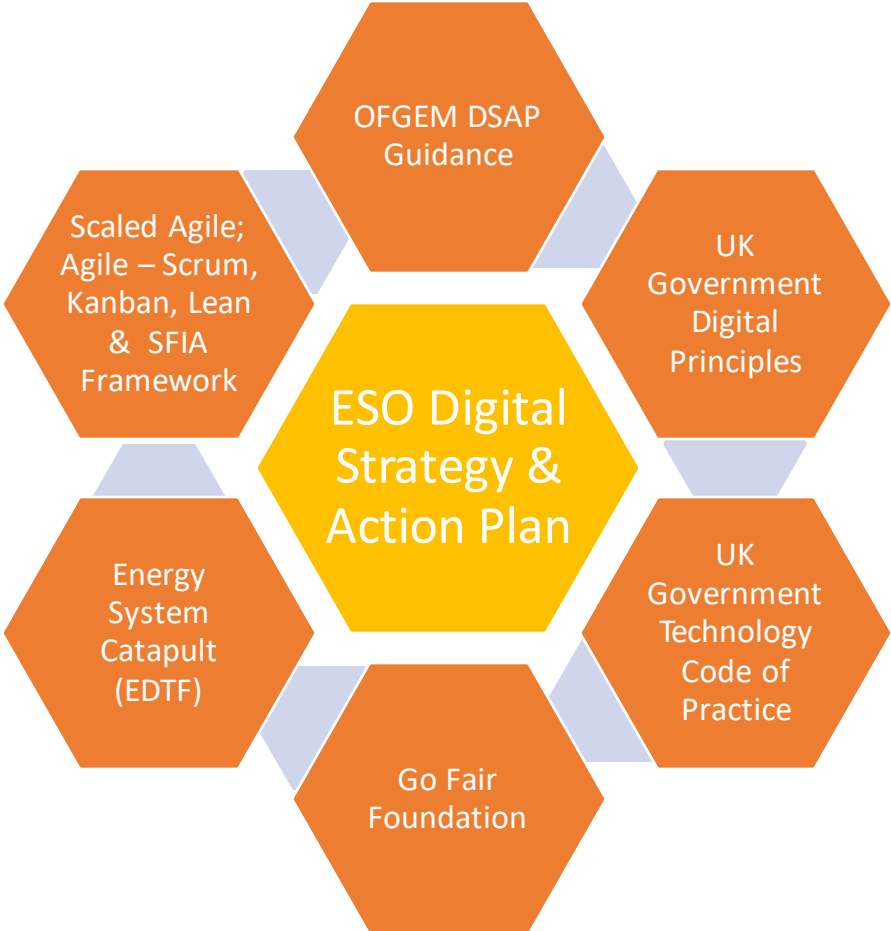 OFGEM DSAP
Guidance
Scaled Agile;
Agile – Scrum,
Kanban, Lean
& SFIA
Framework
UK
Government
Digital
Principles
ESO Digital
Strategy &
Action Plan
Energy
System
Catapult
(EDTF)
UK
Government
Technology
Code of
Practice
Go Fair
Foundation